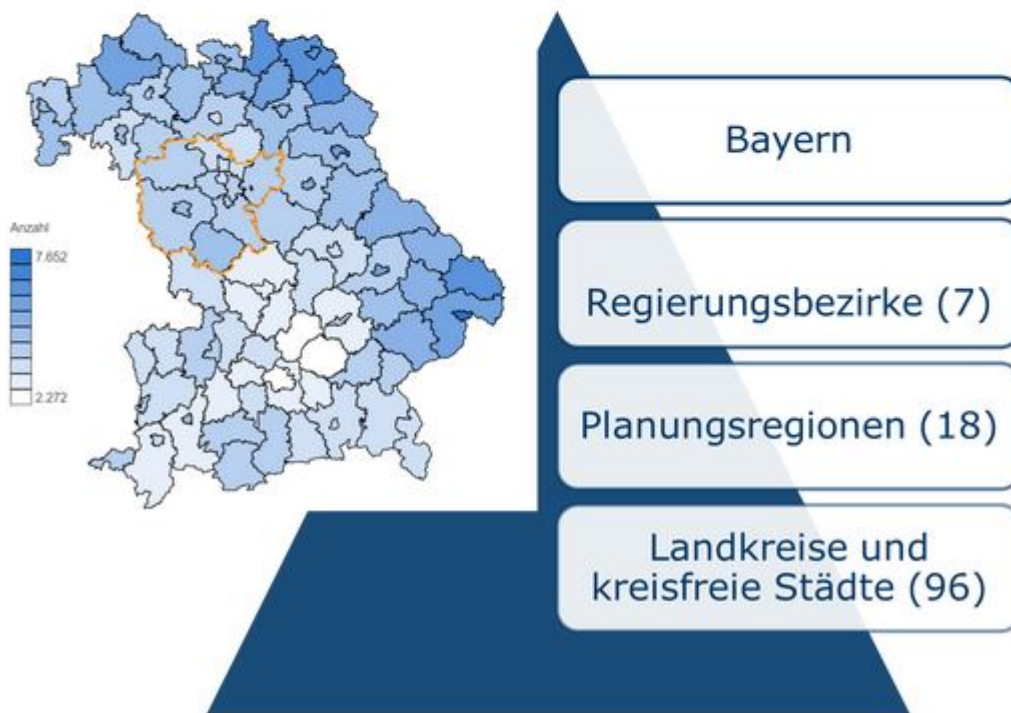 Anzahl
7.652
2.272
Bayern
Regierungsbezirke (7)
Planungsregionen (18)
Landkreise und
kreisfreie Städte (96)